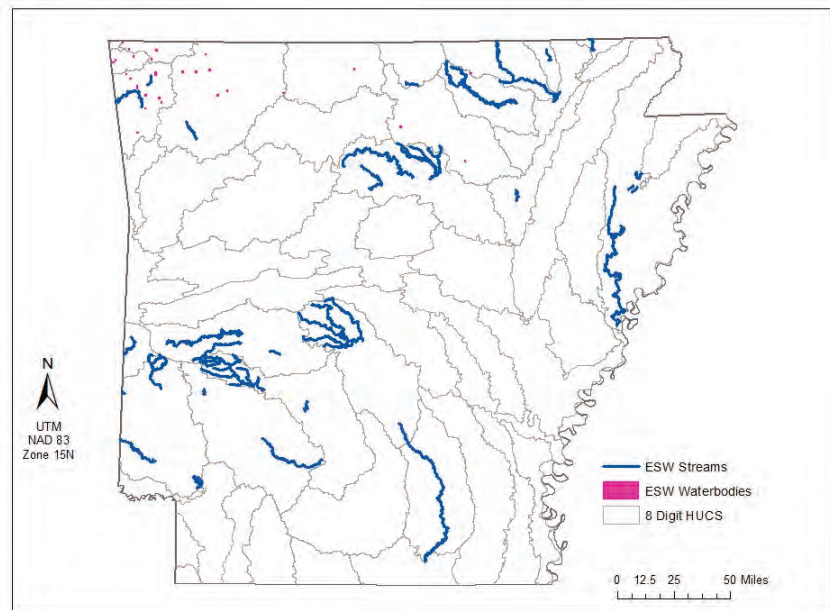 N
UTM
NAD 83
Zone 15N
ESW Streams
ESW Waterbodies
8 Digit HUCS
0 12.5 25 50 Miles